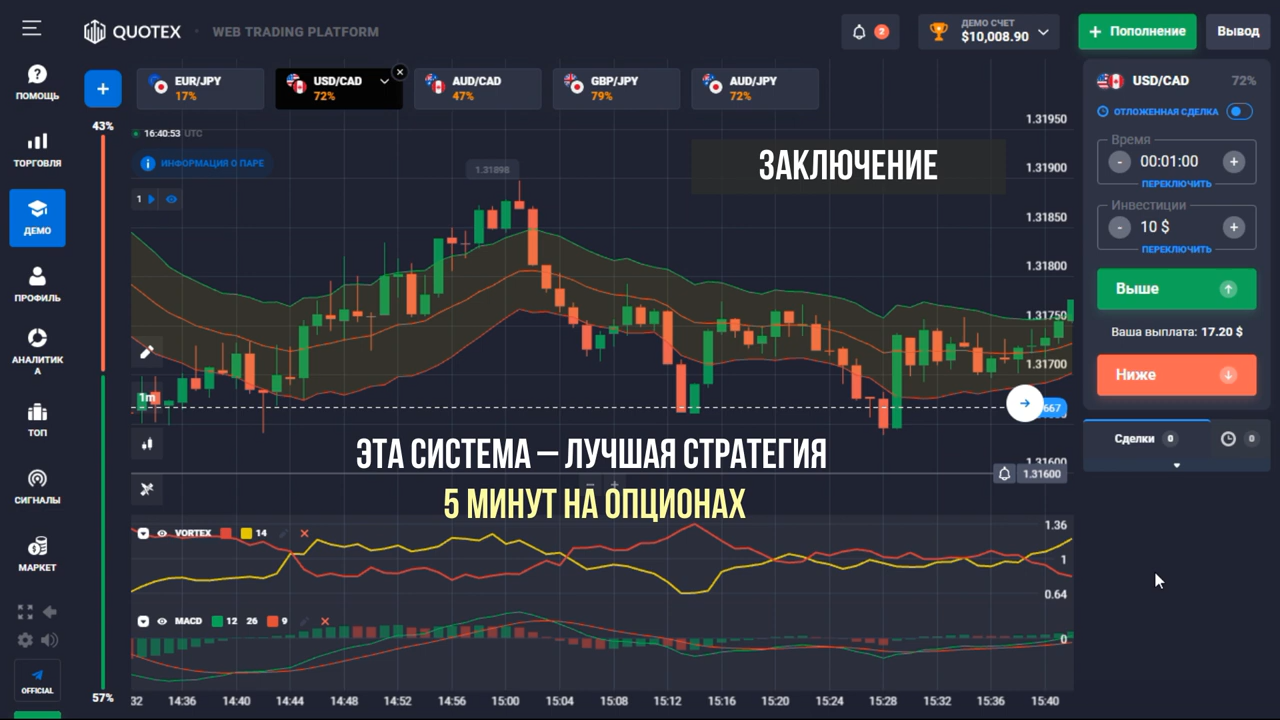 QUOTEX
WEB TRADING PLATFORM
2
ДЕМО СЧЕТ
$10,008.90
+ Пополнение
Вывод
ПОМОЩЬ
ТОРГОВЛЯ
ДЕМО
ПРОФИЛЬ
АНАЛИТИК
А
ТОП
СИГНАЛЫ
МАРКЕТ
OFFICIAL
+
EUR/JPY
17%
USD/CAD
72%
AUD/CAD
47%
GBP/JPY
79%
AUD/JPY
72%
43%
57%
16:40:53 UTC
ИНФОРМАЦИЯ О ПАРЕ
1
1m
1.31898
ЗАКЛЮЧЕНИЕ
ЭТА СИСТЕМА – ЛУЧШАЯ СТРАТЕГИЯ
5 МИНУТ НА ОПЦИОНАХ
1.31950
1.31900
1.31850
1.31800
1.31750
1.31700
667
1.31600
1.31600
VORTEX 14
1.36
1
0.64
MACD 12 26 9
0
32 14:36 14:40 14:44 14:48 14:52 14:56 15:00 15:04 15:08 15:12 15:16 15:20 15:24 15:28 15:32 15:36 15:40
USD/CAD 72%
ОТЛОЖЕННАЯ СДЕЛКА
Время
- 00:01:00 +
ПЕРЕКЛЮЧИТЬ
Инвестиции
- 10 $ +
ПЕРЕКЛЮЧИТЬ
Выше
Ваша выплата: 17.20 $
Ниже
Сделки 0
0